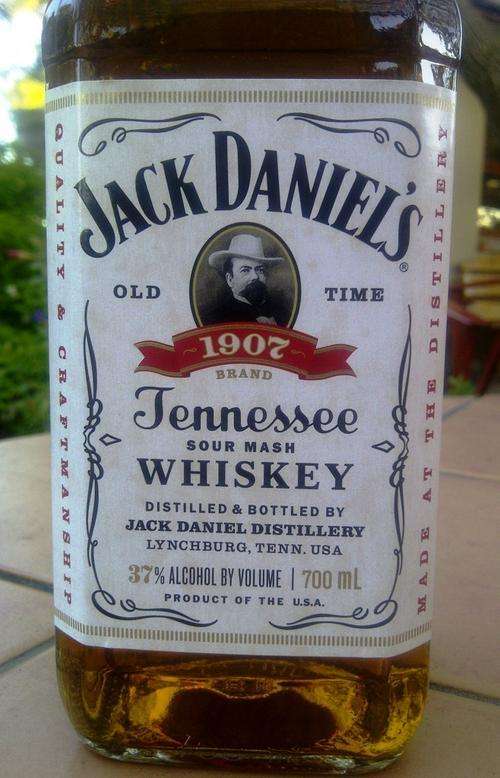 JACK DANIEL'S®
OLD TIME
1907
BRAND
Tennessee
SOUR MASH
WHISKEY
DISTILLED & BOTTLED BY
JACK DANIEL DISTILLERY
LYNCHBURG, TENN. USA
37% ALCOHOL BY VOLUME | 700 mL
PRODUCT OF THE U.S.A.
QUALITY & CRAFTMANSHIP
MADE AT THE DISTILLERY